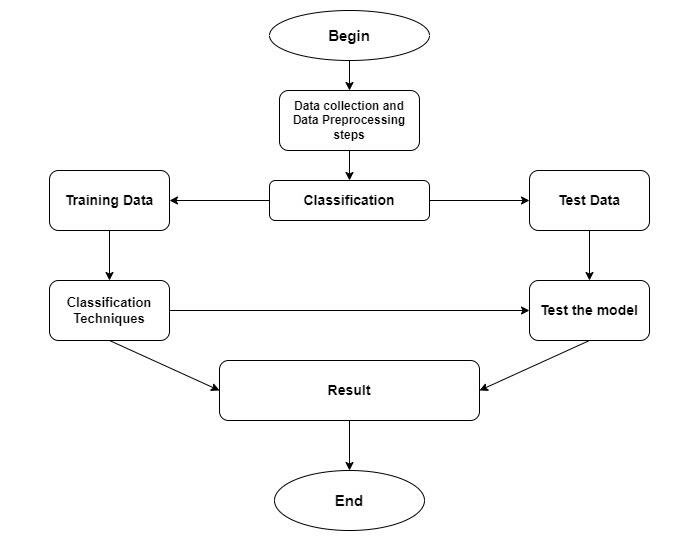 Begin
Data collection and
Data Preprocessing
steps
Training Data
Classification
Test Data
Classification
Techniques
Test the model
Result
End